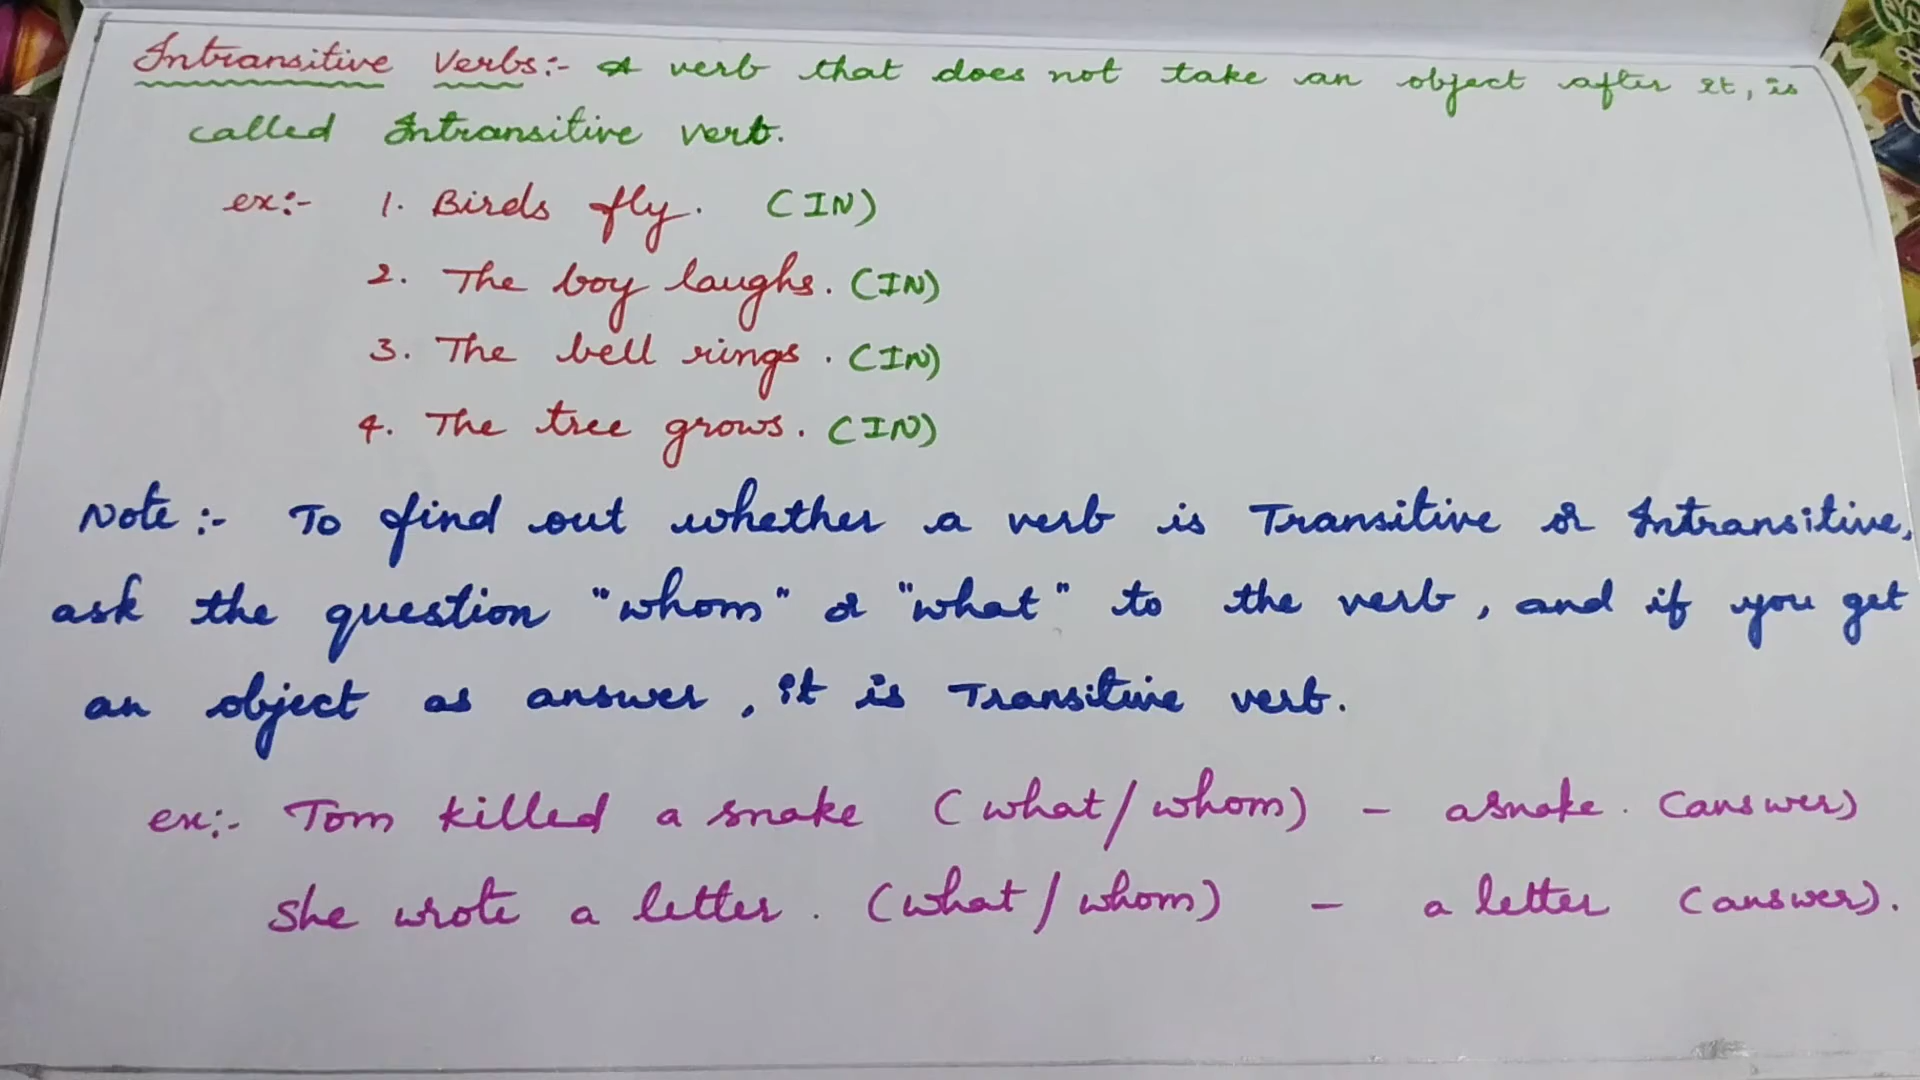 Intransitive Verbs:- A verb that does not take an object after it, is
called Intransitive verb.
ex:- 1. Birds fly. (IN)
2. The boy laughs. (IN)
3. The bell rings. (IN)
4. The tree grows. (IN)
Note:- To find out whether a verb is Transitive or Intransitive,
ask the question "whom" or "what" to the verb, and if you get
an object as answer, it is Transitive verb.
ex:- Tom killed a snake (what/whom) - a snake. (answer)
She wrote a letter. (what/whom) - a letter (answer).